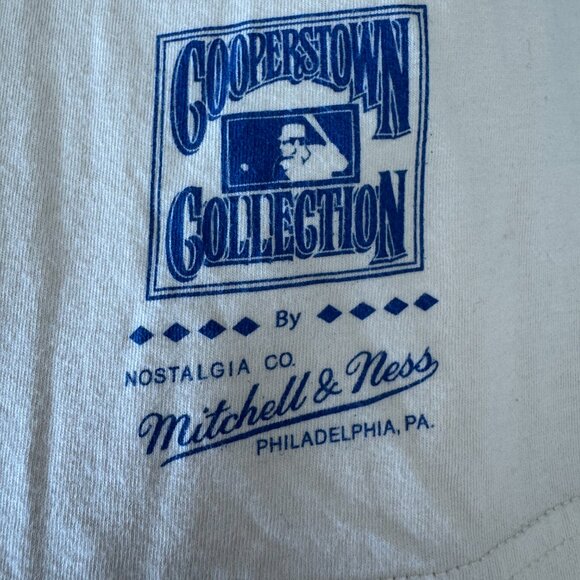 COOPERSTOWN
COLLECTION
By
NOSTALGIA CO.
Mitchell & Ness
PHILADELPHIA, PA.